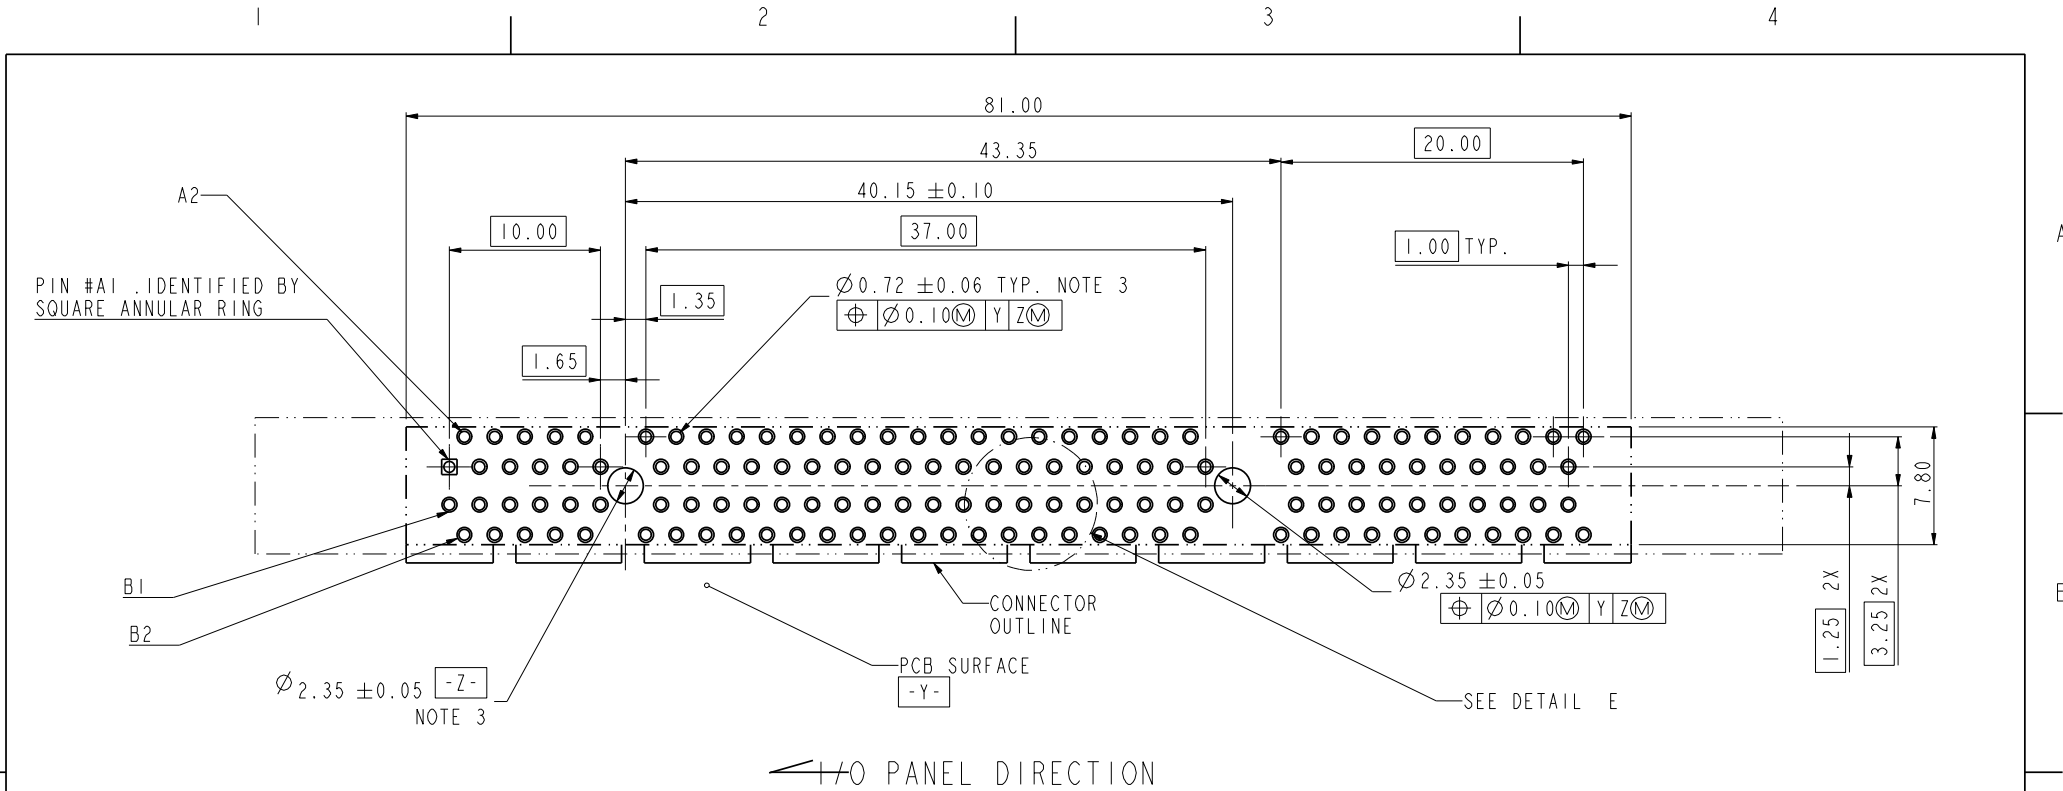 1 2 3 4
81.00
43.35
20.00
40.15 ±0.10
A2
10.00
37.00
1.00 TYP.
A
PIN #A1 .IDENTIFIED BY
SQUARE ANNULAR RING
1.35
Ø0.72 ±0.06 TYP. NOTE 3
⌖ Ø0.10Ⓜ Y ZⓂ
1.65
7.80
B1
B2
CONNECTOR
OUTLINE
Ø2.35 ±0.05
⌖ Ø0.10Ⓜ Y ZⓂ
1.25 2X
3.25 2X
PCB SURFACE
-Y-
Ø2.35 ±0.05 -Z-
NOTE 3
SEE DETAIL E
I/O PANEL DIRECTION